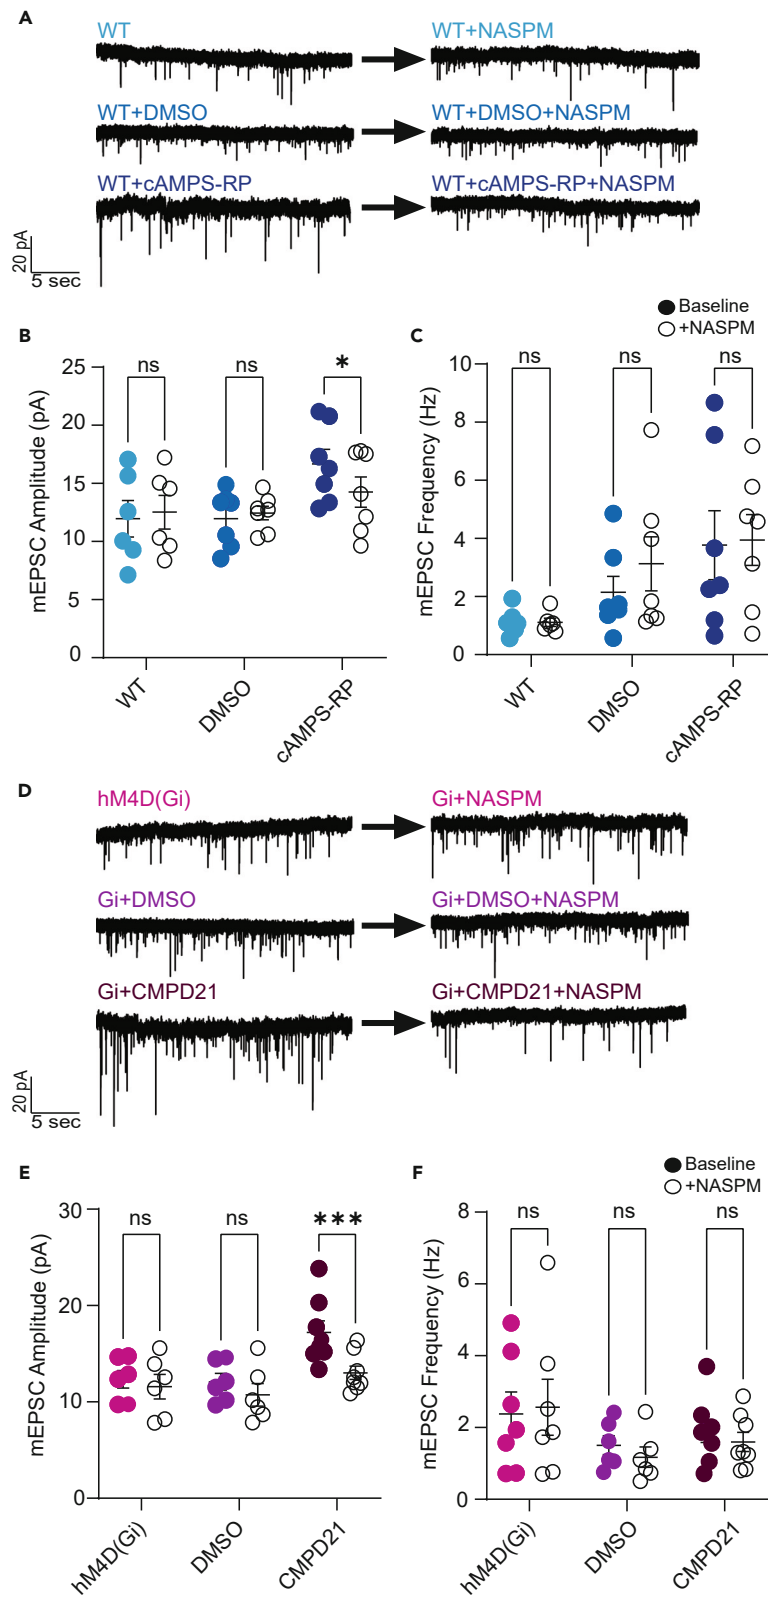 A
WT
WT+NASPM
WT+DMSO
WT+DMSO+NASPM
WT+cAMPS-RP
WT+cAMPS-RP+NASPM
20 pA
5 sec
Baseline
+NASPM
B
C
ns
ns
*
ns
ns
ns
mEPSC Amplitude (pA)
25
20
15
10
5
0
WT
DMSO
cAMPS-RP
mEPSC Frequency (Hz)
10
8
6
4
2
0
WT
DMSO
cAMPS-RP
D
hM4D(Gi)
Gi+NASPM
Gi+DMSO
Gi+DMSO+NASPM
Gi+CMPD21
Gi+CMPD21+NASPM
20 pA
5 sec
E
F
Baseline
+NASPM
ns
ns
***
ns
ns
ns
mEPSC Amplitude (pA)
30
20
10
0
hM4D(Gi)
DMSO
CMPD21
mEPSC Frequency (Hz)
8
6
4
2
0
hM4D(Gi)
DMSO
CMPD21